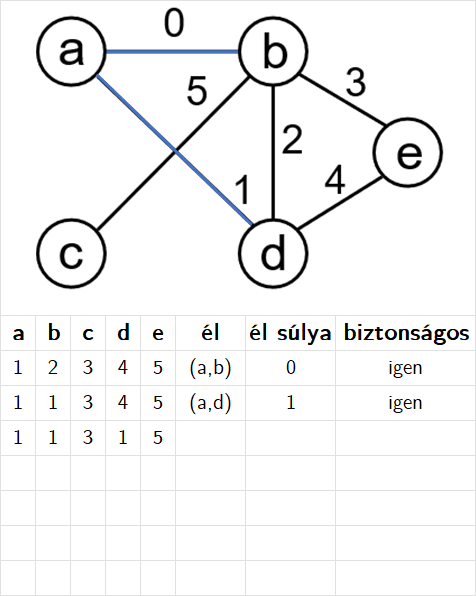 0
a b
5 3
2 e
1 4
c d
a b c d e él él súlya biztonságos
1 2 3 4 5 (a,b) 0 igen
1 1 3 4 5 (a,d) 1 igen
1 1 3 1 5